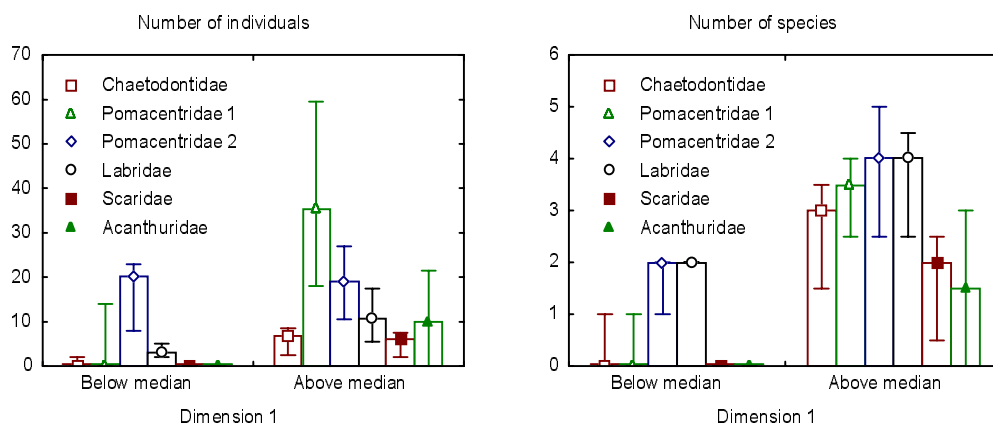 Number of individuals
70
60
50
40
30
20
10
0
Chaetodontidae
Pomacentridae 1
Pomacentridae 2
Labridae
Scaridae
Acanthuridae
Below median
Above median
Dimension 1
Number of species
6
5
4
3
2
1
0
Chaetodontidae
Pomacentridae 1
Pomacentridae 2
Labridae
Scaridae
Acanthuridae
Below median
Above median
Dimension 1